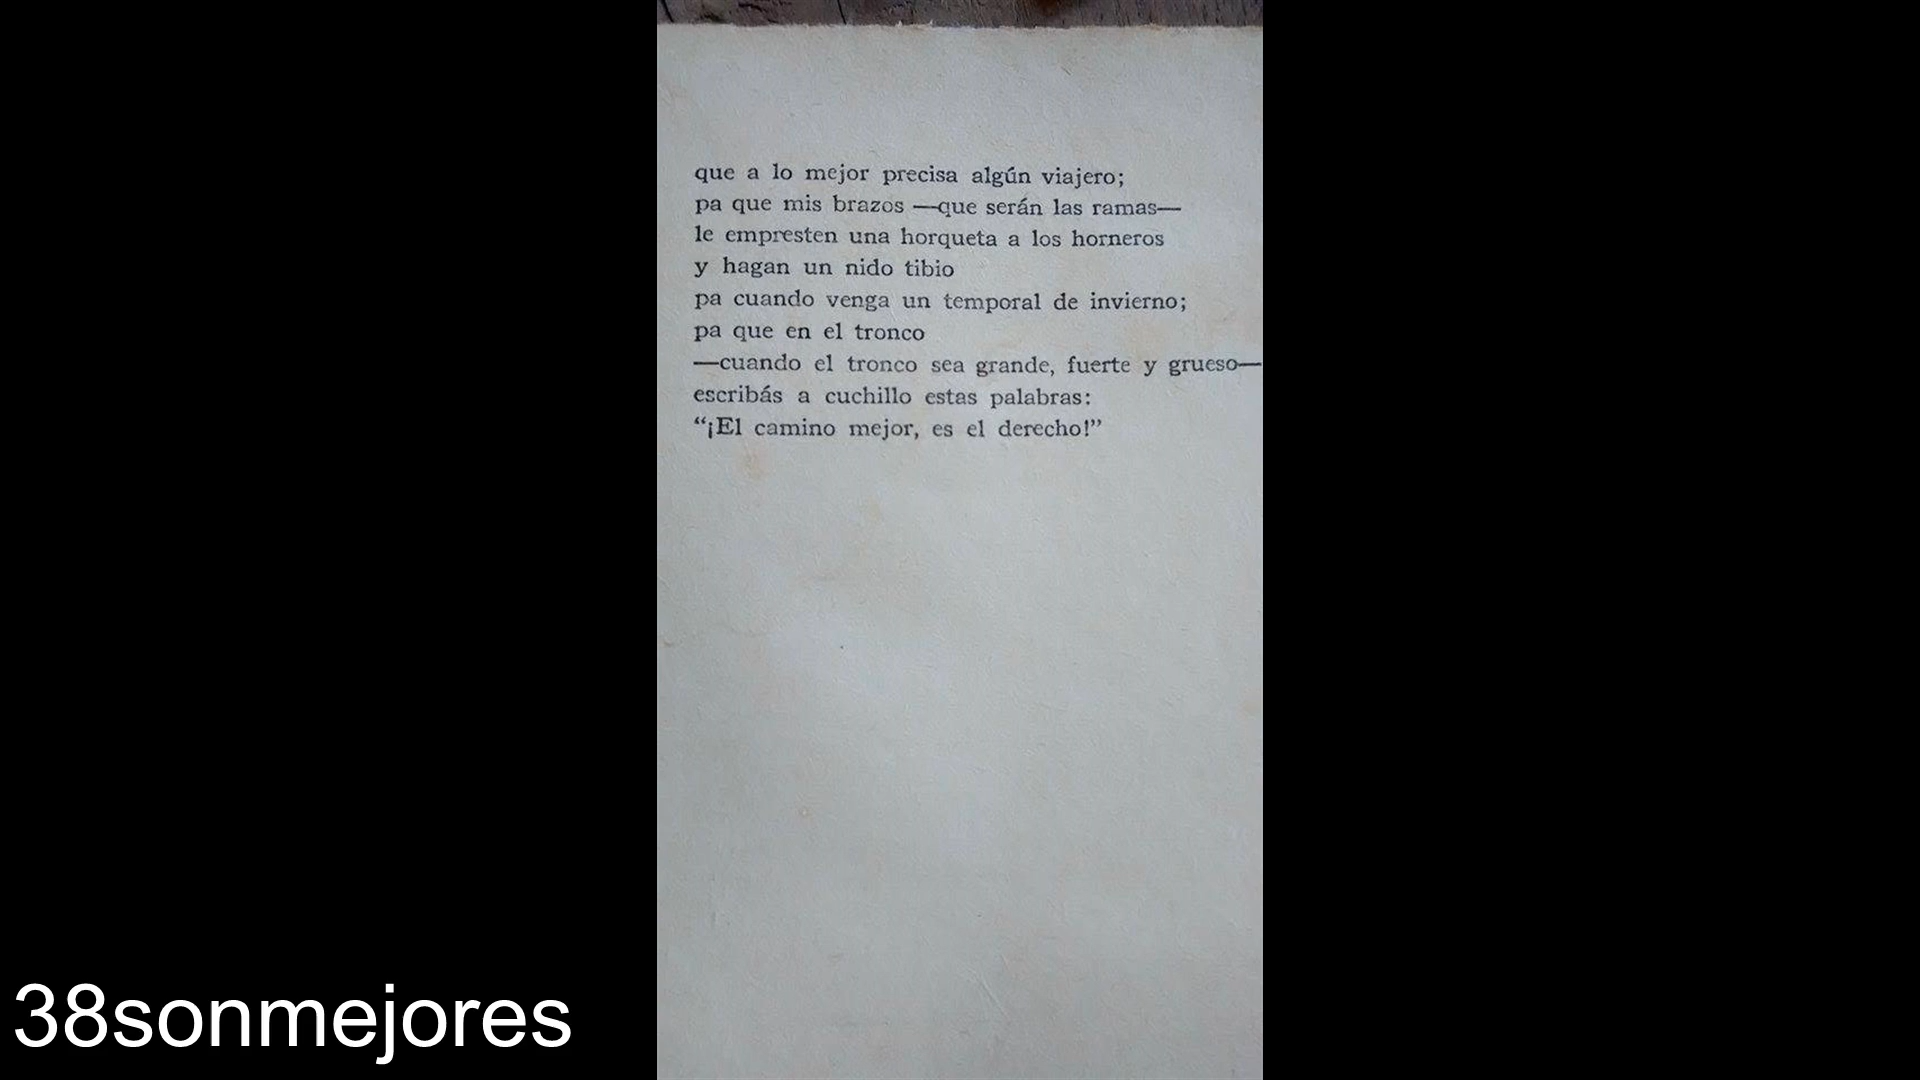 que a lo mejor precisa algún viajero;
pa que mis brazos —que serán las ramas—
le empresten una horqueta a los horneros
y hagan un nido tibio
pa cuando venga un temporal de invierno;
pa que en el tronco
—cuando el tronco sea grande, fuerte y grueso—
escribás a cuchillo estas palabras:
“¡El camino mejor, es el derecho!”
38sonmejores